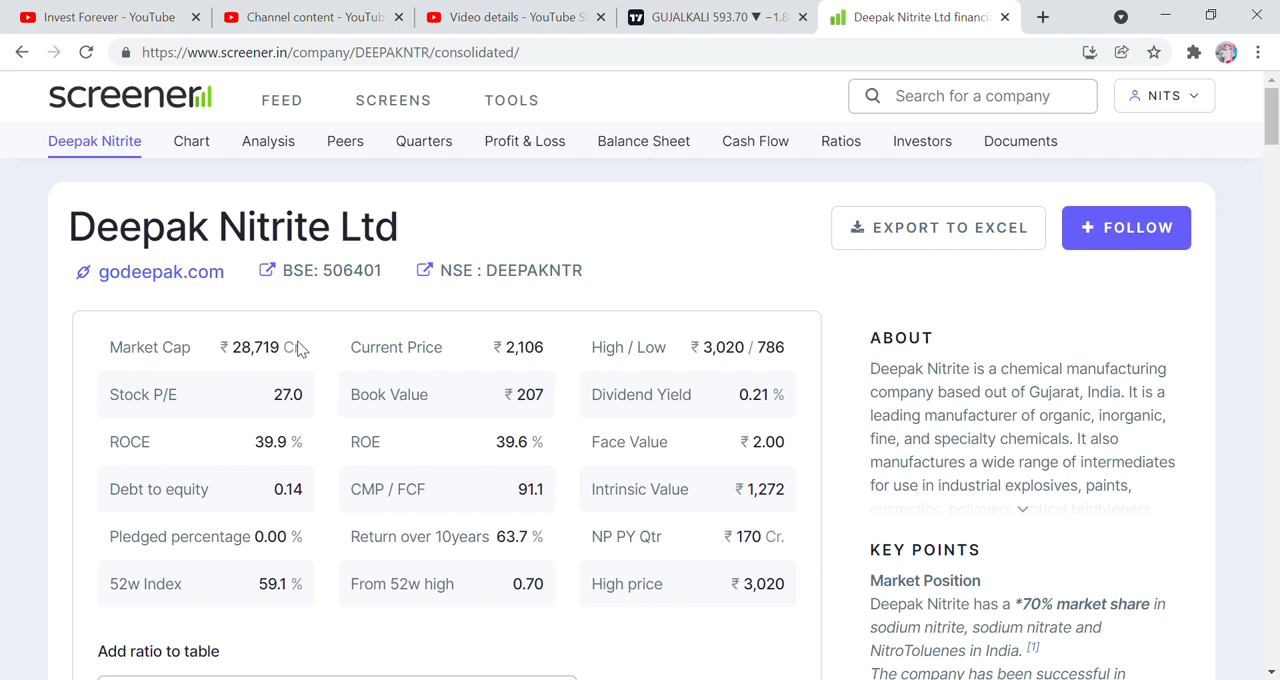 Invest Forever - YouTube
Channel content - YouTub
Video details - YouTube S
GUJALKALI 593.70 ▼ −1.8
Deepak Nitrite Ltd financi
https://www.screener.in/company/DEEPAKNTR/consolidated/
screener
FEED SCREENS TOOLS
Search for a company
NITS
Deepak Nitrite Chart Analysis Peers Quarters Profit & Loss Balance Sheet Cash Flow Ratios Investors Documents
Deepak Nitrite Ltd
EXPORT TO EXCEL
+ FOLLOW
godeepak.com BSE: 506401 NSE : DEEPAKNTR
Market Cap ₹ 28,719 Cr.
Current Price ₹ 2,106
High / Low ₹ 3,020 / 786
Stock P/E 27.0
Book Value ₹ 207
Dividend Yield 0.21 %
ROCE 39.9 %
ROE 39.6 %
Face Value ₹ 2.00
Debt to equity 0.14
CMP / FCF 91.1
Intrinsic Value ₹ 1,272
Pledged percentage 0.00 %
Return over 10years 63.7 %
NP PY Qtr ₹ 170 Cr.
52w Index 59.1 %
From 52w high 0.70
High price ₹ 3,020
Add ratio to table
ABOUT
Deepak Nitrite is a chemical manufacturing
company based out of Gujarat, India. It is a
leading manufacturer of organic, inorganic,
fine, and specialty chemicals. It also
manufactures a wide range of intermediates
for use in industrial explosives, paints,
cosmetics, polymers, optical brighteners,
KEY POINTS
Market Position
Deepak Nitrite has a *70% market share in
sodium nitrite, sodium nitrate and
NitroToluenes in India. [1]
The company has been successful in